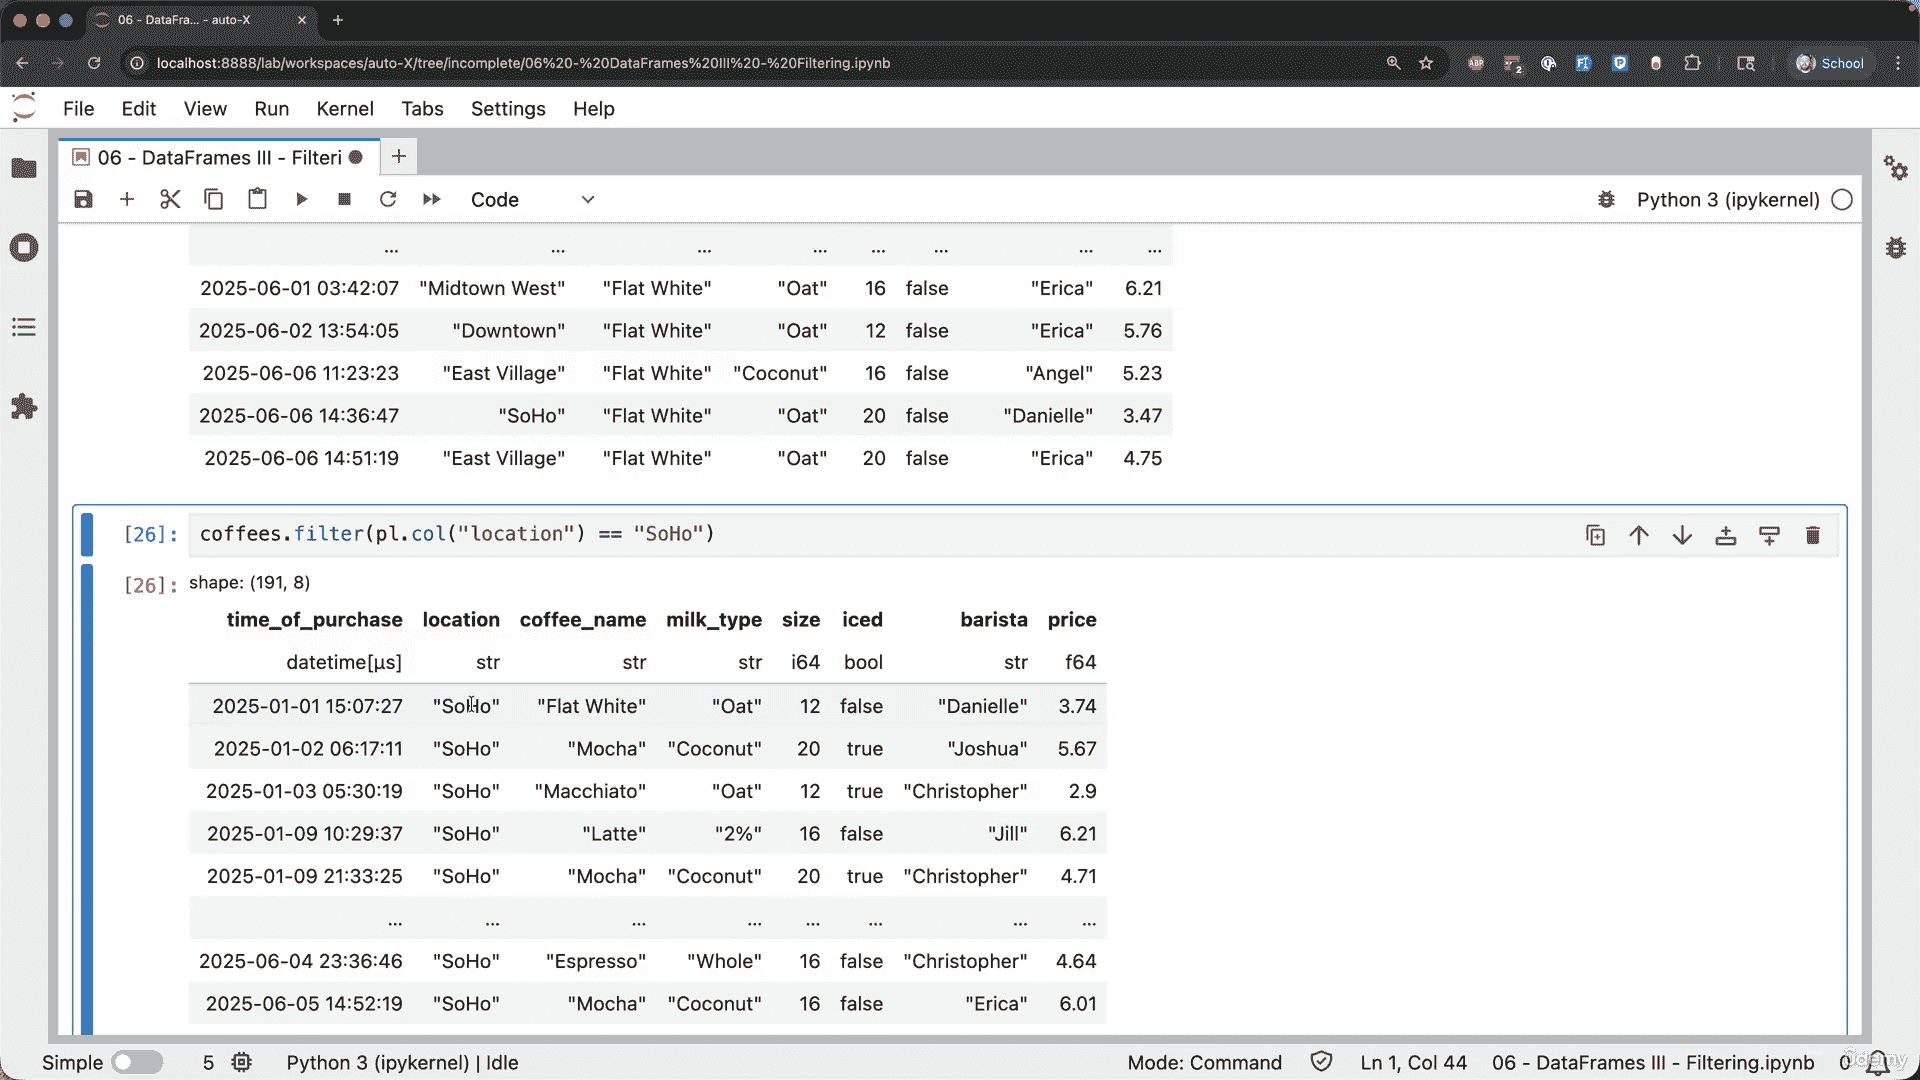 06 - DataFra... - auto-X
localhost:8888/lab/workspaces/auto-X/tree/incomplete/06%20-%20DataFrames%20III%20-%20Filtering.ipynb
ABP
2
School
File Edit View Run Kernel Tabs Settings Help
06 - DataFrames III - Filteri
Code
Python 3 (ipykernel)
... ... ... ... ... ... ... ...
2025-06-01 03:42:07 "Midtown West" "Flat White" "Oat" 16 false "Erica" 6.21
2025-06-02 13:54:05 "Downtown" "Flat White" "Oat" 12 false "Erica" 5.76
2025-06-06 11:23:23 "East Village" "Flat White" "Coconut" 16 false "Angel" 5.23
2025-06-06 14:36:47 "SoHo" "Flat White" "Oat" 20 false "Danielle" 3.47
2025-06-06 14:51:19 "East Village" "Flat White" "Oat" 20 false "Erica" 4.75
[26]: coffees.filter(pl.col("location") == "SoHo")
[26]: shape: (191, 8)
time_of_purchase location coffee_name milk_type size iced barista price
datetime[μs] str str str i64 bool str f64
2025-01-01 15:07:27 "SoHo" "Flat White" "Oat" 12 false "Danielle" 3.74
2025-01-02 06:17:11 "SoHo" "Mocha" "Coconut" 20 true "Joshua" 5.67
2025-01-03 05:30:19 "SoHo" "Macchiato" "Oat" 12 true "Christopher" 2.9
2025-01-09 10:29:37 "SoHo" "Latte" "2%" 16 false "Jill" 6.21
2025-01-09 21:33:25 "SoHo" "Mocha" "Coconut" 20 true "Christopher" 4.71
... ... ... ... ... ... ... ...
2025-06-04 23:36:46 "SoHo" "Espresso" "Whole" 16 false "Christopher" 4.64
2025-06-05 14:52:19 "SoHo" "Mocha" "Coconut" 16 false "Erica" 6.01
Simple 5 Python 3 (ipykernel) | Idle Mode: Command Ln 1, Col 44 06 - DataFrames III - Filtering.ipynb 0
udemy